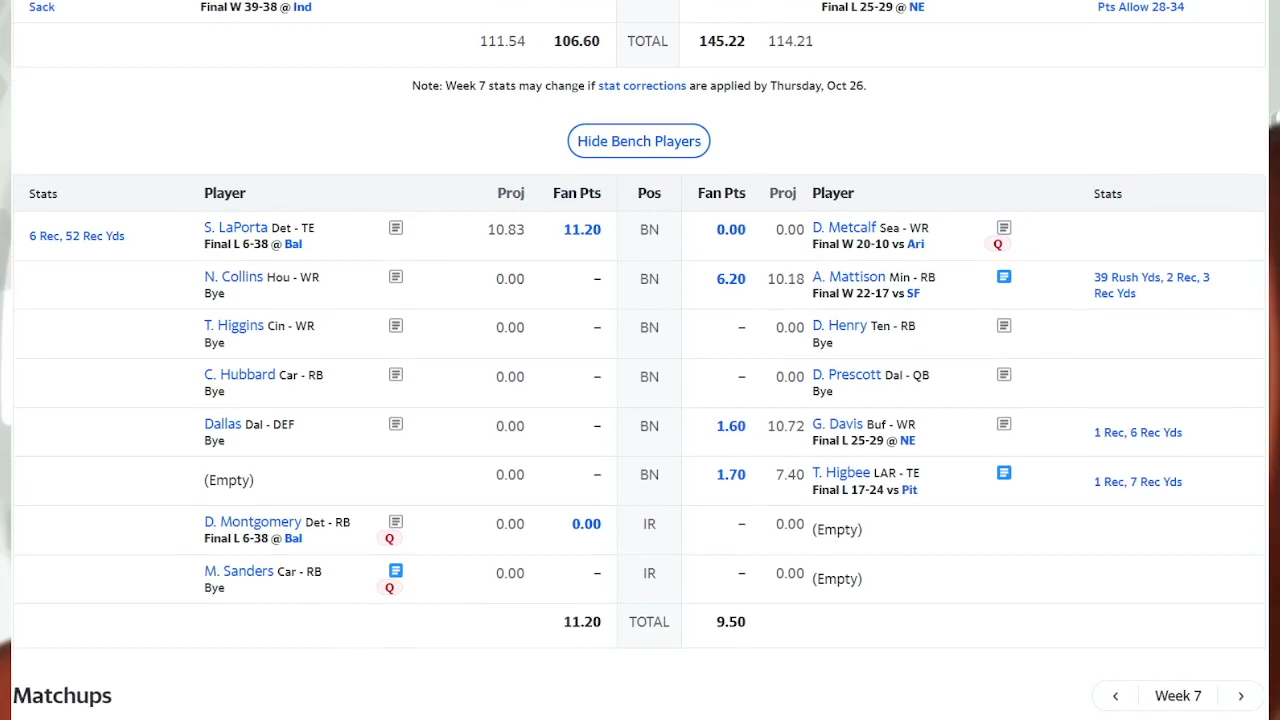 Sack Final W 39-38 @ Ind Final L 25-29 @ NE Pts Allow 28-34
111.54 106.60 TOTAL 145.22 114.21
Note: Week 7 stats may change if stat corrections are applied by Thursday, Oct 26.
Hide Bench Players
Stats Player Proj Fan Pts Pos Fan Pts Proj Player Stats
6 Rec, 52 Rec Yds S. LaPorta Det - TE 10.83 11.20 BN 0.00 0.00 D. Metcalf Sea - WR
Final L 6-38 @ Bal Final W 20-10 vs Ari Q
N. Collins Hou - WR 0.00 – BN 6.20 10.18 A. Mattison Min - RB 39 Rush Yds, 2 Rec, 3
Bye Final W 22-17 vs SF Rec Yds
T. Higgins Cin - WR 0.00 – BN – 0.00 D. Henry Ten - RB
Bye Bye
C. Hubbard Car - RB 0.00 – BN – 0.00 D. Prescott Dal - QB
Bye Bye
Dallas Dal - DEF 0.00 – BN 1.60 10.72 G. Davis Buf - WR 1 Rec, 6 Rec Yds
Bye Final L 25-29 @ NE
(Empty) 0.00 – BN 1.70 7.40 T. Higbee LAR - TE 1 Rec, 7 Rec Yds
Final L 17-24 vs Pit
D. Montgomery Det - RB 0.00 0.00 IR – 0.00 (Empty)
Final L 6-38 @ Bal Q
M. Sanders Car - RB 0.00 – IR – 0.00 (Empty)
Bye Q
11.20 TOTAL 9.50
Matchups Week 7